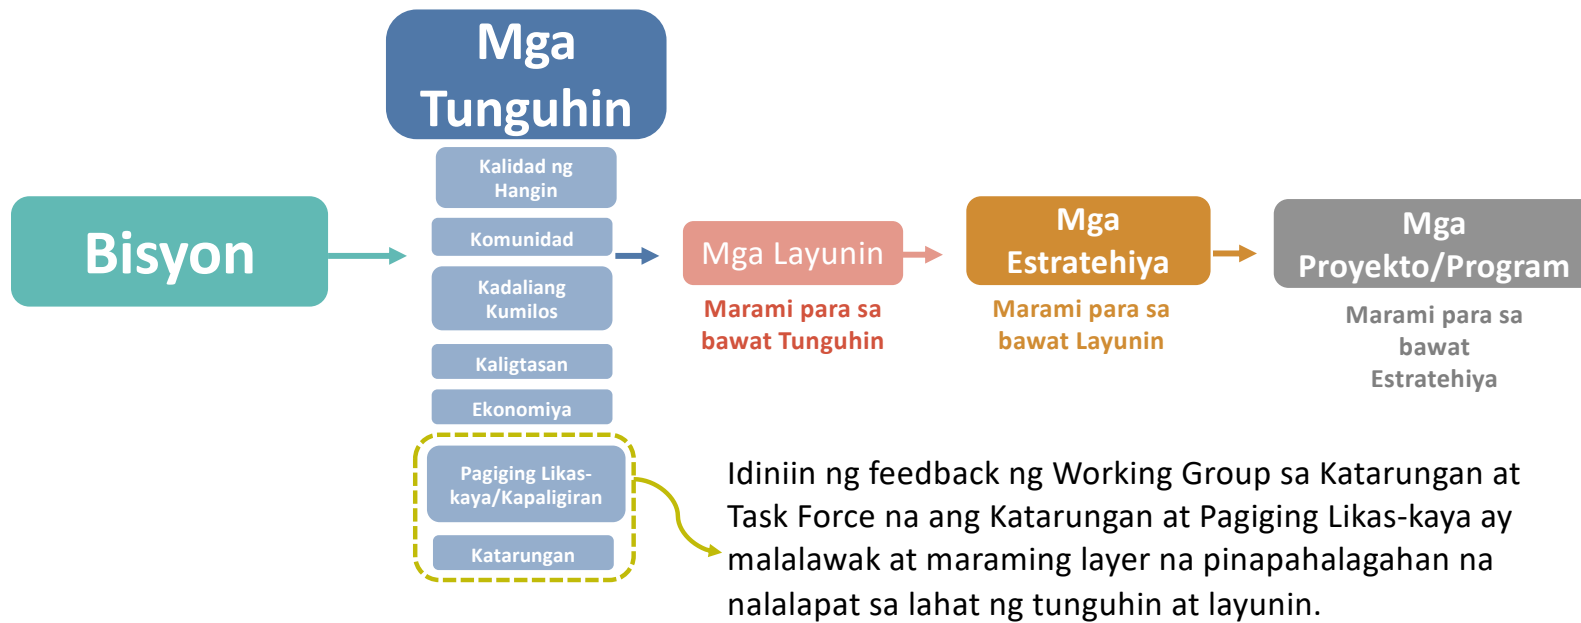 Bisyon
Mga
Tunguhin
Kalidad ng
Hangin
Komunidad
Kadaliang
Kumilos
Kaligtasan
Ekonomiya
Pagiging Likas-
kaya/Kapaligiran
Katarungan
Mga Layunin
Marami para sa
bawat Tunguhin
Mga
Estratehiya
Marami para sa
bawat Layunin
Mga
Proyekto/Program
Marami para sa
bawat
Estratehiya
Idiniin ng feedback ng Working Group sa Katarungan at
Task Force na ang Katarungan at Pagiging Likas-kaya ay
malalawak at maraming layer na pinapahalagahan na
nalalapat sa lahat ng tunguhin at layunin.